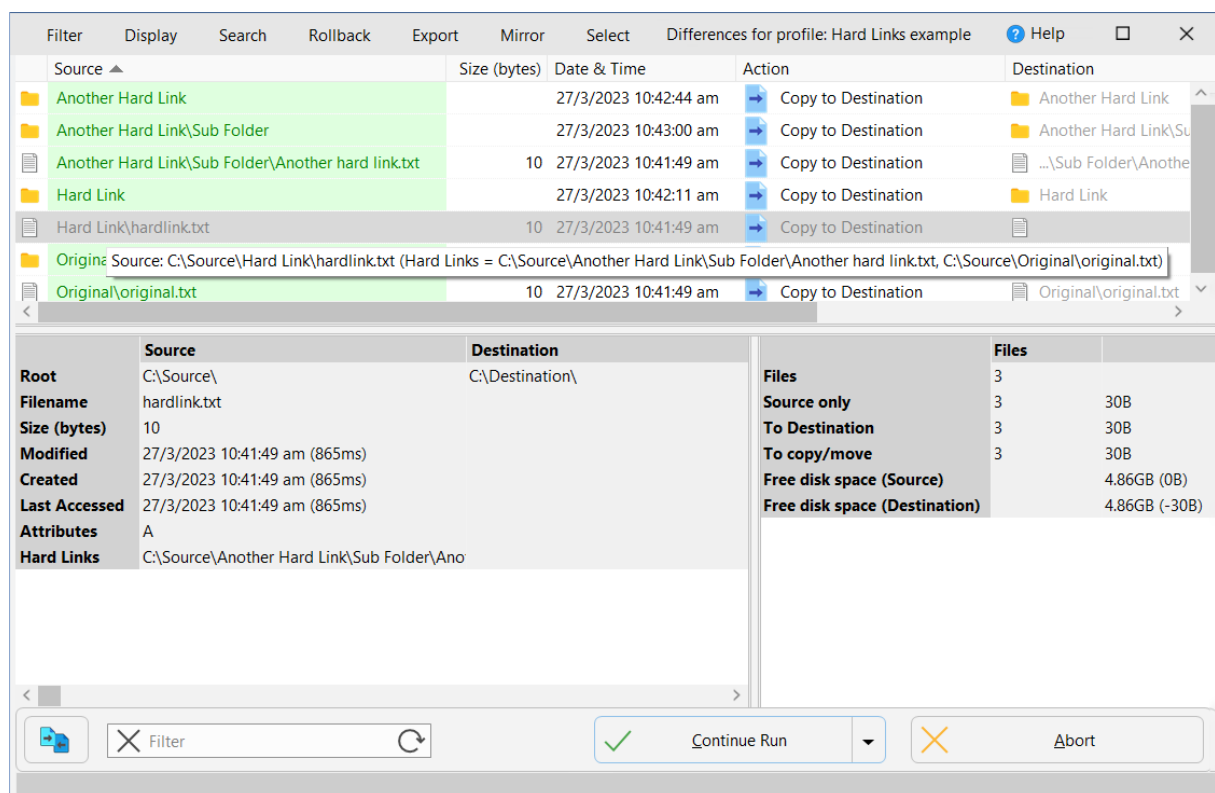 Filter Display Search Rollback Export Mirror Select Differences for profile: Hard Links example Help
Source Size (bytes) Date & Time Action Destination
Another Hard Link 27/3/2023 10:42:44 am Copy to Destination Another Hard Link
Another Hard Link\Sub Folder 27/3/2023 10:43:00 am Copy to Destination Another Hard Link\Su
Another Hard Link\Sub Folder\Another hard link.txt 10 27/3/2023 10:41:49 am Copy to Destination ...\Sub Folder\Anothe
Hard Link 27/3/2023 10:42:11 am Copy to Destination Hard Link
Hard Link\hardlink.txt 10 27/3/2023 10:41:49 am Copy to Destination
Origina Source: C:\Source\Hard Link\hardlink.txt (Hard Links = C:\Source\Another Hard Link\Sub Folder\Another hard link.txt, C:\Source\Original\original.txt)
Original\original.txt 10 27/3/2023 10:41:49 am Copy to Destination Original\original.txt
Source Destination
Root C:\Source\ C:\Destination\
Filename hardlink.txt
Size (bytes) 10
Modified 27/3/2023 10:41:49 am (865ms)
Created 27/3/2023 10:41:49 am (865ms)
Last Accessed 27/3/2023 10:41:49 am (865ms)
Attributes A
Hard Links C:\Source\Another Hard Link\Sub Folder\Ano
Files
Files 3
Source only 3 30B
To Destination 3 30B
To copy/move 3 30B
Free disk space (Source) 4.86GB (0B)
Free disk space (Destination) 4.86GB (-30B)
Filter Continue Run Abort